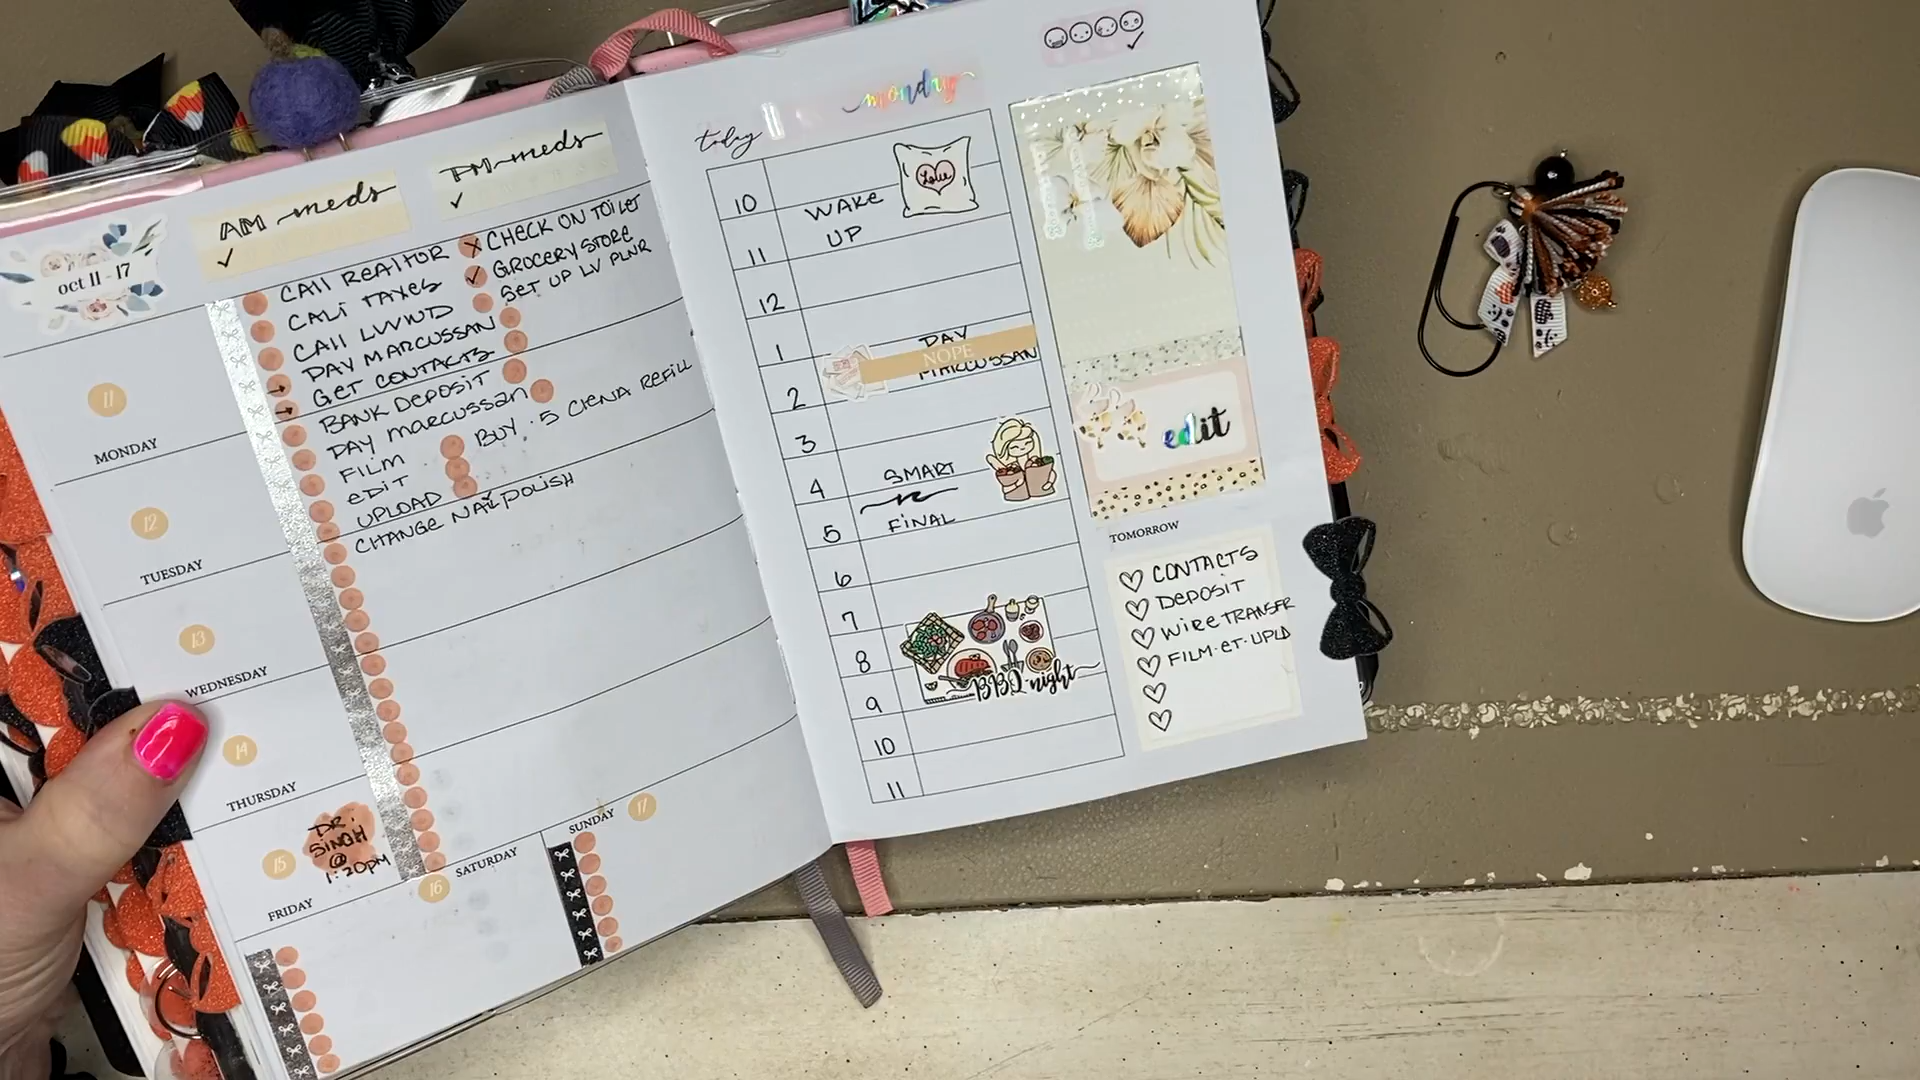 oct 11 - 17
AM meds
✓
PM meds
✓
CALL REALTOR
CALL TAXES
CALL LVVWD
PAY MARCUSSAN
→ GET CONTACTS
→ BANK DEPOSIT
PAY MARCUSSAN
FILM
EDIT
UPLOAD
CHANGE NAIL POLISH
X CHECK ON TOILET
✓ GROCERY STORE
SET UP LV PLNR
BUY .5 CIENA REFILL
11
MONDAY
12
TUESDAY
13
WEDNESDAY
14
THURSDAY
15
DR.
SINGH
@
1:20PM
FRIDAY
16
SATURDAY
SUNDAY
17
today
monday
✓
10
WAKE
UP
Love
11
12
1
PAY
NOPE
MARCUSSAN
2
3
4
SMART
N
FINAL
5
6
7
8
BBQ night
9
10
11
edit
TOMORROW
CONTACTS
DEPOSIT
WIRE TRANSFR
FILM·ET·UPLD